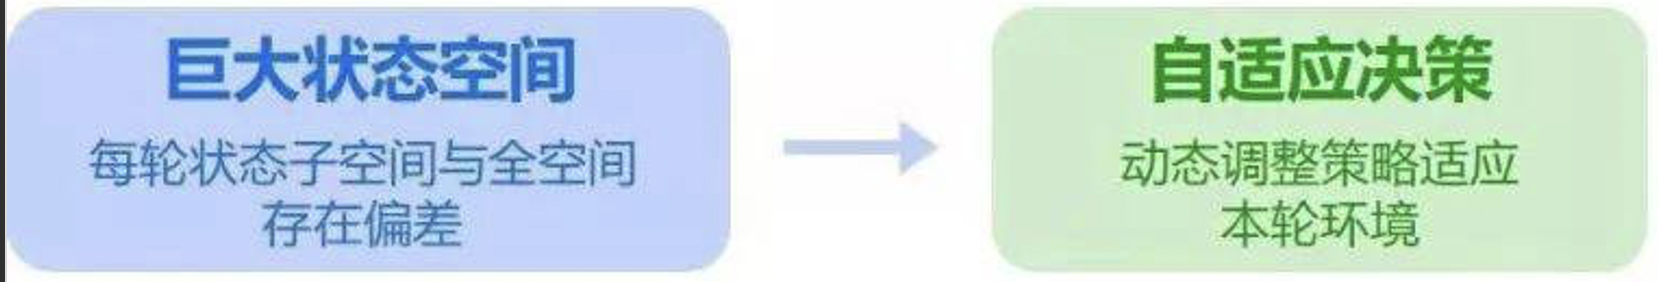 巨大状态空间
每轮状态子空间与全空间
存在偏差
自适应决策
动态调整策略适应
本轮环境